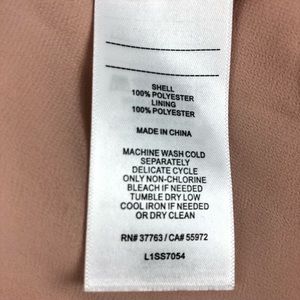 SHELL
100% POLYESTER
LINING
100% POLYESTER
MADE IN CHINA
MACHINE WASH COLD
SEPARATELY
DELICATE CYCLE
ONLY NON-CHLORINE
BLEACH IF NEEDED
TUMBLE DRY LOW
COOL IRON IF NEEDED
OR DRY CLEAN
RN# 37763 / CA# 55972
L1SS7054